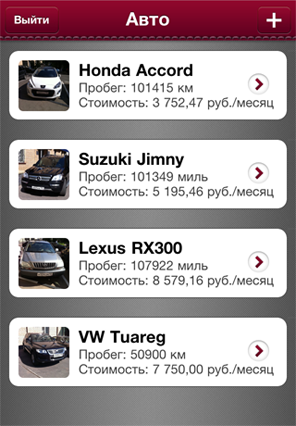 Выйти
Авто
+
Honda Accord
Пробег: 101415 км
Стоимость: 3 752,47 руб./месяц
Suzuki Jimny
Пробег: 101349 миль
Стоимость: 5 195,46 руб./месяц
Lexus RX300
Пробег: 107922 миль
Стоимость: 8 579,16 руб./месяц
VW Tuareg
Пробег: 50900 км
Стоимость: 7 750,00 руб./месяц